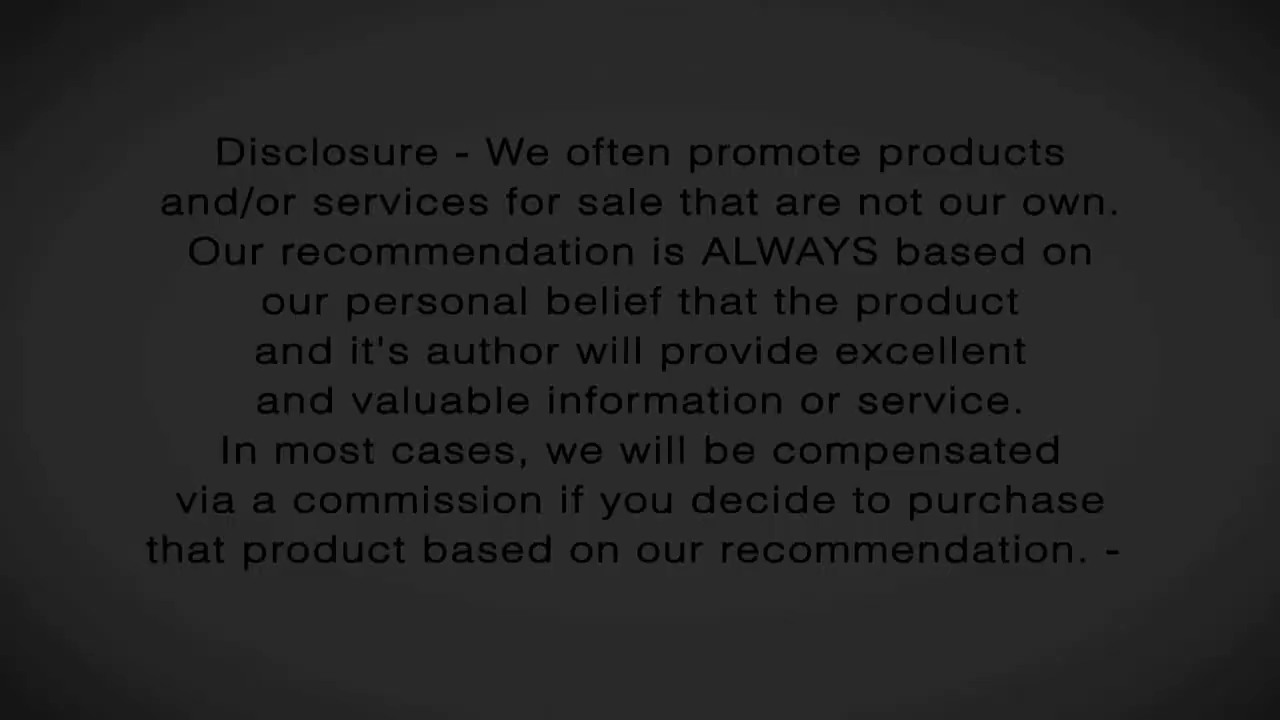 Disclosure - We often promote products
and/or services for sale that are not our own.
Our recommendation is ALWAYS based on
our personal belief that the product
and it's author will provide excellent
and valuable information or service.
In most cases, we will be compensated
via a commission if you decide to purchase
that product based on our recommendation. -